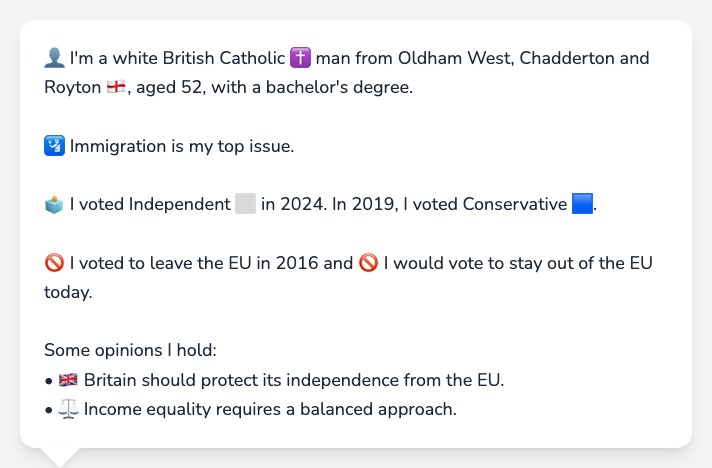 👤 I'm a white British Catholic ✝️ man from Oldham West, Chadderton and
Royton 🏴󠁧󠁢󠁥󠁮󠁧󠁿, aged 52, with a bachelor's degree.
🛂 Immigration is my top issue.
🗳️ I voted Independent ⬜ in 2024. In 2019, I voted Conservative 🟦.
🚫 I voted to leave the EU in 2016 and 🚫 I would vote to stay out of the EU
today.
Some opinions I hold:
• 🇬🇧 Britain should protect its independence from the EU.
• ⚖️ Income equality requires a balanced approach.